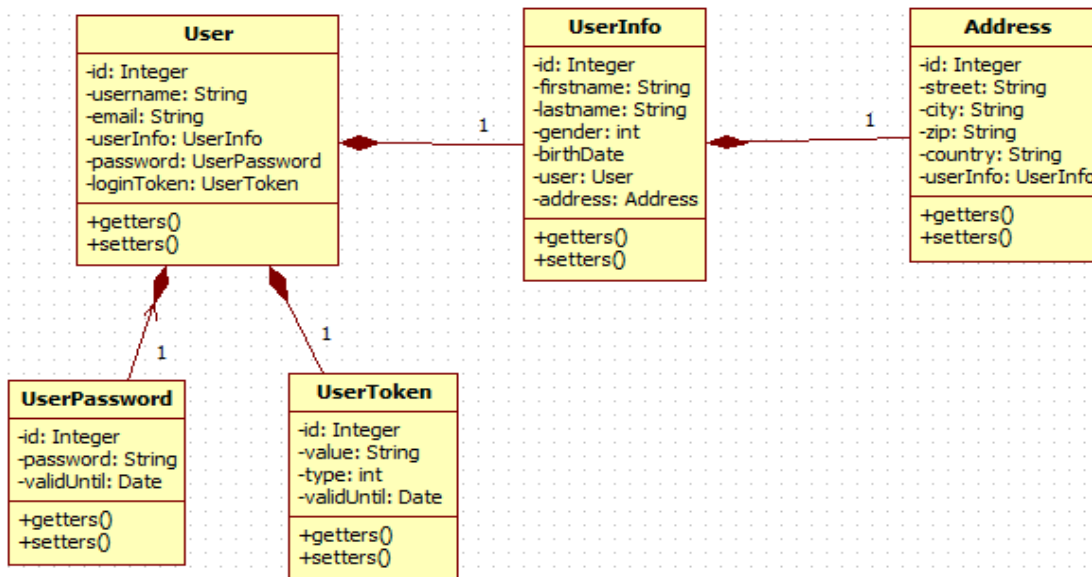 User
-id: Integer
-username: String
-email: String
-userInfo: UserInfo
-password: UserPassword
-loginToken: UserToken
+getters()
+setters()
1
UserInfo
-id: Integer
-firstname: String
-lastname: String
-gender: int
-birthDate
-user: User
-address: Address
+getters()
+setters()
1
Address
-id: Integer
-street: String
-city: String
-zip: String
-country: String
-userInfo: UserInfo
+getters()
+setters()
1
UserPassword
-id: Integer
-password: String
-validUntil: Date
+getters()
+setters()
1
UserToken
-id: Integer
-value: String
-type: int
-validUntil: Date
+getters()
+setters()